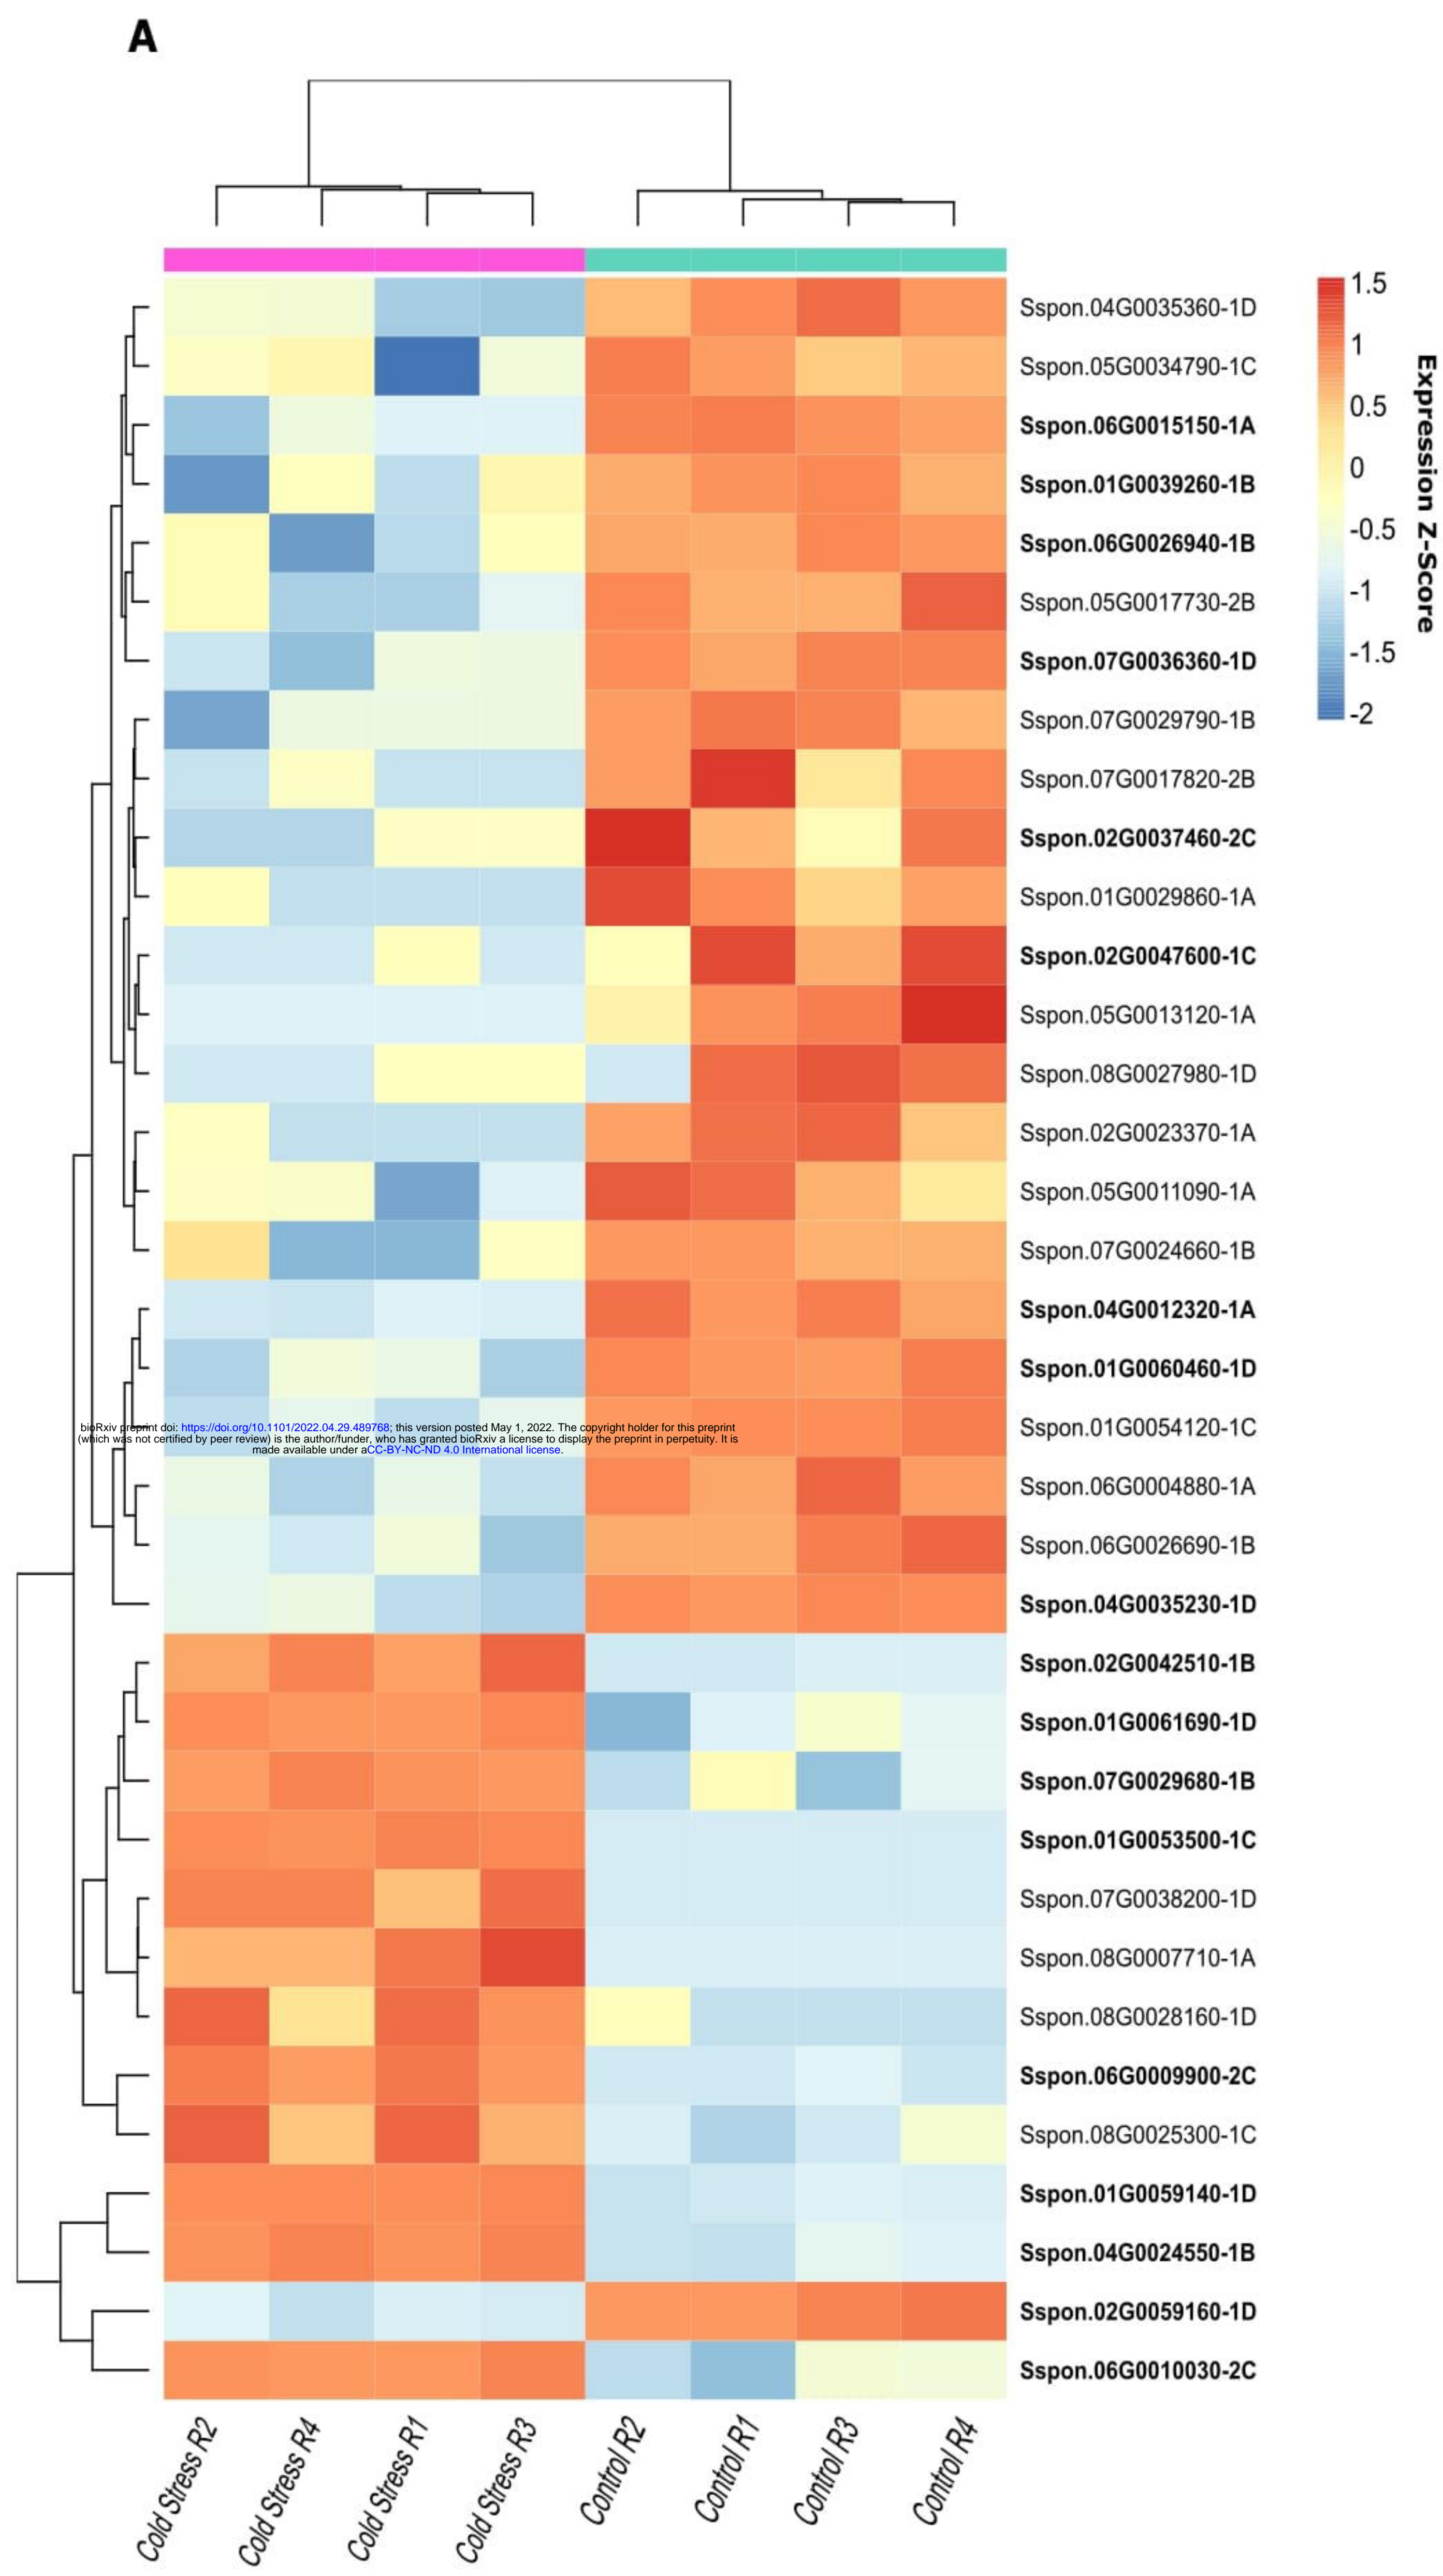 A
1.5
1
0.5
0
-0.5
-1
-1.5
-2
Expression Z-Score
Sspon.04G0035360-1D
Sspon.05G0034790-1C
Sspon.06G0015150-1A
Sspon.01G0039260-1B
Sspon.06G0026940-1B
Sspon.05G0017730-2B
Sspon.07G0036360-1D
Sspon.07G0029790-1B
Sspon.07G0017820-2B
Sspon.02G0037460-2C
Sspon.01G0029860-1A
Sspon.02G0047600-1C
Sspon.05G0013120-1A
Sspon.08G0027980-1D
Sspon.02G0023370-1A
Sspon.05G0011090-1A
Sspon.07G0024660-1B
Sspon.04G0012320-1A
Sspon.01G0060460-1D
bioRxiv preprint doi: https://doi.org/10.1101/2022.04.29.489768; this version posted May 1, 2022. The copyright holder for this preprint
(which was not certified by peer review) is the author/funder, who has granted bioRxiv a license to display the preprint in perpetuity. It is
made available under aCC-BY-NC-ND 4.0 International license.
Sspon.01G0054120-1C
Sspon.06G0004880-1A
Sspon.06G0026690-1B
Sspon.04G0035230-1D
Sspon.02G0042510-1B
Sspon.01G0061690-1D
Sspon.07G0029680-1B
Sspon.01G0053500-1C
Sspon.07G0038200-1D
Sspon.08G0007710-1A
Sspon.08G0028160-1D
Sspon.06G0009900-2C
Sspon.08G0025300-1C
Sspon.01G0059140-1D
Sspon.04G0024550-1B
Sspon.02G0059160-1D
Sspon.06G0010030-2C
Cold Stress R2
Cold Stress R4
Cold Stress R1
Cold Stress R3
Control R2
Control R1
Control R3
Control R4